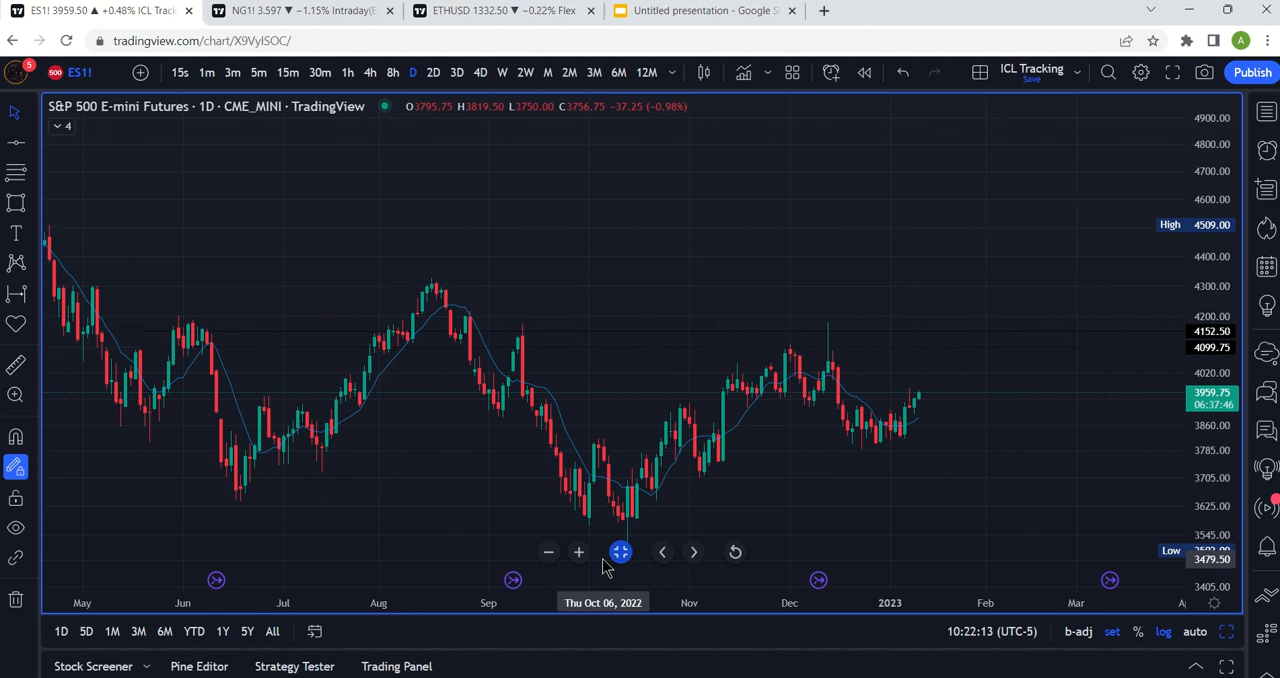 ES1! 3959.50 ▲ +0.48% ICL Track
NG1! 3.597 ▼ −1.15% Intraday(E
ETHUSD 1332.50 ▼ −0.22% Flex
Untitled presentation - Google S
tradingview.com/chart/X9VyISOC/
A
5
500
ES1!
15s 1m 3m 5m 15m 30m 1h 4h 8h D 2D 3D 4D W 2W M 2M 3M 6M 12M
ICL Tracking
Save
Publish
S&P 500 E-mini Futures · 1D · CME_MINI · TradingView
O3795.75 H3819.50 L3750.00 C3756.75 −37.25 (−0.98%)
4
4900.00
4800.00
4700.00
4600.00
High 4509.00
4400.00
4300.00
4200.00
4152.50
4099.75
4020.00
3959.75
06:37:46
3860.00
3785.00
3705.00
3625.00
3545.00
Low
3479.50
3405.00
May Jun Jul Aug Sep Thu Oct 06, 2022 Nov Dec 2023 Feb Mar
1D 5D 1M 3M 6M YTD 1Y 5Y All
10:22:13 (UTC-5) b-adj set % log auto
Stock Screener Pine Editor Strategy Tester Trading Panel